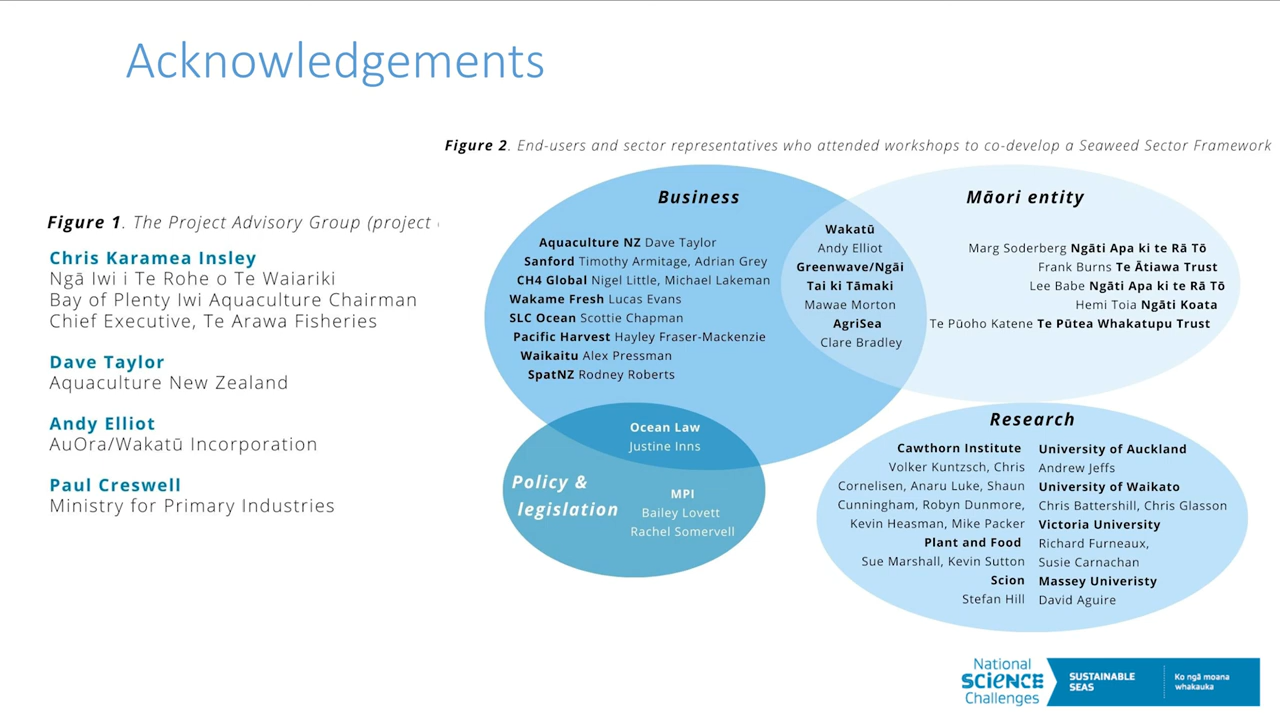 Acknowledgements
Figure 2. End-users and sector representatives who attended workshops to co-develop a Seaweed Sector Framework
Figure 1. The Project Advisory Group (project
Chris Karamea Insley
Ngā Iwi i Te Rohe o Te Waiariki
Bay of Plenty Iwi Aquaculture Chairman
Chief Executive, Te Arawa Fisheries
Dave Taylor
Aquaculture New Zealand
Andy Elliot
AuOra/Wakatū Incorporation
Paul Creswell
Ministry for Primary Industries
Business
Aquaculture NZ Dave Taylor
Sanford Timothy Armitage, Adrian Grey
CH4 Global Nigel Little, Michael Lakeman
Wakame Fresh Lucas Evans
SLC Ocean Scottie Chapman
Pacific Harvest Hayley Fraser-Mackenzie
Waikaitu Alex Pressman
SpatNZ Rodney Roberts
Wakatū
Andy Elliot
Greenwave/Ngāi
Tai ki Tāmaki
Mawae Morton
AgriSea
Clare Bradley
Māori entity
Marg Soderberg Ngāti Apa ki te Rā Tō
Frank Burns Te Ātiawa Trust
Lee Babe Ngāti Apa ki te Rā Tō
Hemi Toia Ngāti Koata
Te Pūoho Katene Te Pūtea Whakatupu Trust
Ocean Law
Justine Inns
Policy &
legislation
MPI
Bailey Lovett
Rachel Somervell
Research
Cawthorn Institute
Volker Kuntzsch, Chris
Cornelisen, Anaru Luke, Shaun
Cunningham, Robyn Dunmore,
Kevin Heasman, Mike Packer
Plant and Food
Sue Marshall, Kevin Sutton
Scion
Stefan Hill
University of Auckland
Andrew Jeffs
University of Waikato
Chris Battershill, Chris Glasson
Victoria University
Richard Furneaux,
Susie Carnachan
Massey Univeristy
David Aguire
National
SCIENCE
Challenges
SUSTAINABLE
SEAS
Ko ngā moana
whakauka